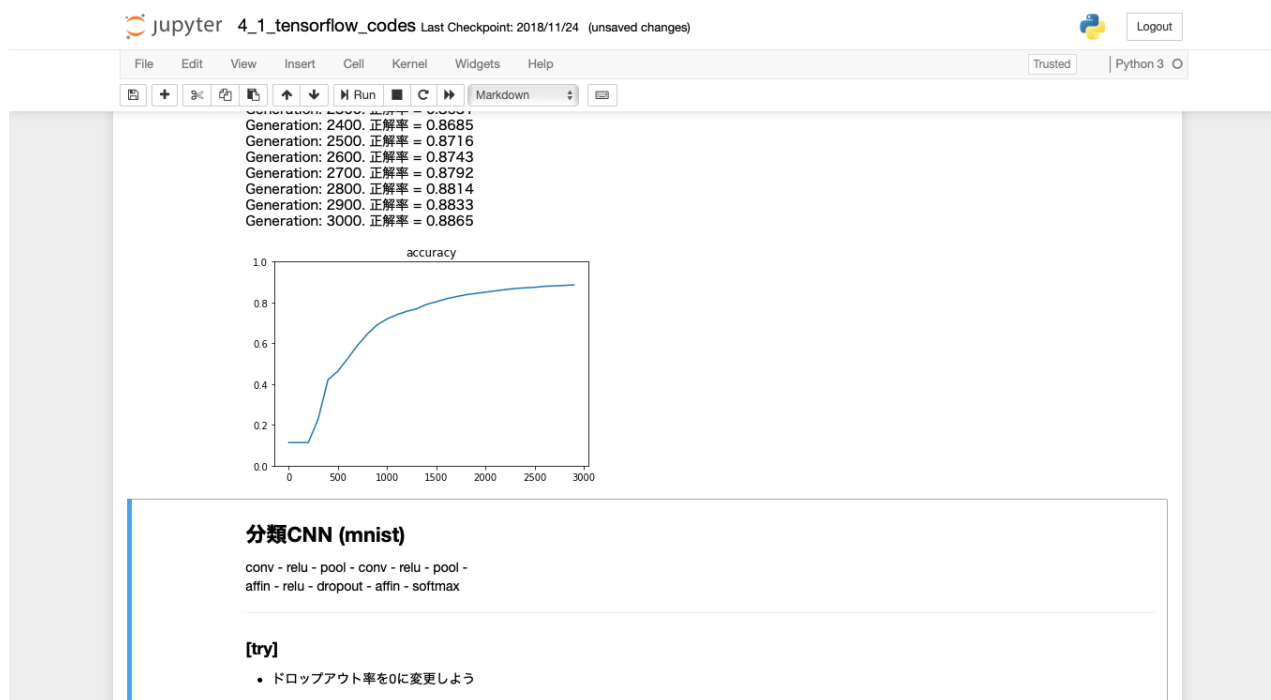 jupyter 4_1_tensorflow_codes Last Checkpoint: 2018/11/24 (unsaved changes)
Logout
File Edit View Insert Cell Kernel Widgets Help
Trusted Python 3
Run Markdown
Generation: 2400. 正解率 = 0.8685
Generation: 2500. 正解率 = 0.8716
Generation: 2600. 正解率 = 0.8743
Generation: 2700. 正解率 = 0.8792
Generation: 2800. 正解率 = 0.8814
Generation: 2900. 正解率 = 0.8833
Generation: 3000. 正解率 = 0.8865
accuracy
1.0
0.8
0.6
0.4
0.2
0.0
0 500 1000 1500 2000 2500 3000
分類CNN (mnist)
conv - relu - pool - conv - relu - pool -
affin - relu - dropout - affin - softmax
[try]
• ドロップアウト率を0に変更しよう